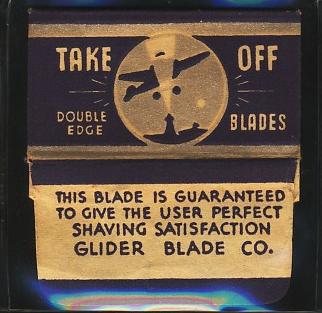 TAKE OFF
DOUBLE EDGE BLADES
THIS BLADE IS GUARANTEED
TO GIVE THE USER PERFECT
SHAVING SATISFACTION
GLIDER BLADE CO.